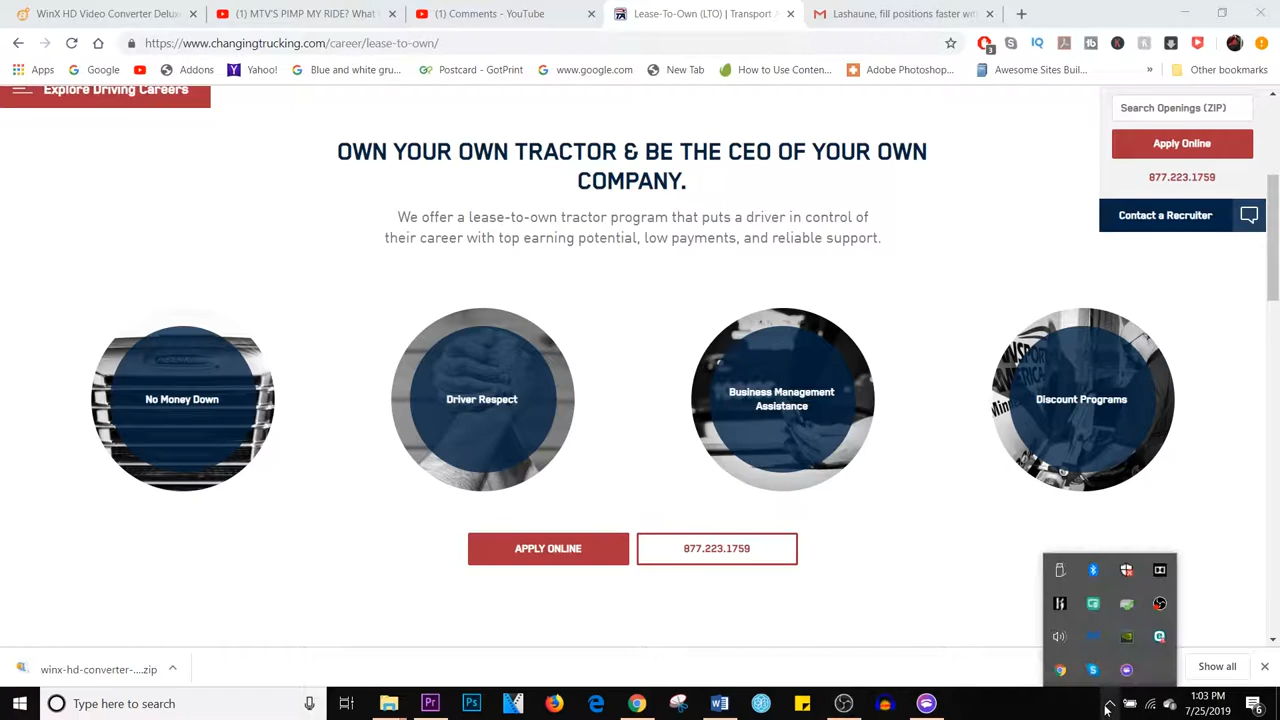 WinX HD Video Converter Delux
(1) MTV'S PIMP MY RIDE? What
(1) Comments - YouTube
Lease-To-Own (LTO) | Transport A
Lashaune, fill positions faster with
https://www.changingtrucking.com/career/lease-to-own/
3
Apps
Google
Addons
Yahoo!
Blue and white gru...
Postcard - GotPrint
www.google.com
New Tab
How to Use Conten...
Adobe Photoshop...
Awesome Sites Buil...
»
Other bookmarks
Explore Driving Careers
Search Openings (ZIP)
Apply Online
877.223.1759
Contact a Recruiter
OWN YOUR OWN TRACTOR & BE THE CEO OF YOUR OWN
COMPANY.
We offer a lease-to-own tractor program that puts a driver in control of
their career with top earning potential, low payments, and reliable support.
No Money Down
Driver Respect
Business Management
Assistance
Discount Programs
APPLY ONLINE
877.223.1759
winx-hd-converter-....zip
Show all
Type here to search
1:03 PM
7/25/2019
6